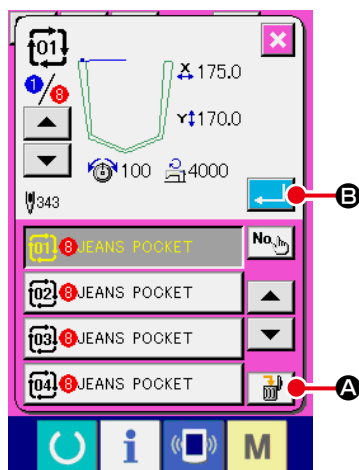 01
X 175.0
1/8
Y 170.0
100 4000
343
B
01 8 JEANS POCKET
No.
02 8 JEANS POCKET
03 8 JEANS POCKET
04 8 JEANS POCKET
A
i M